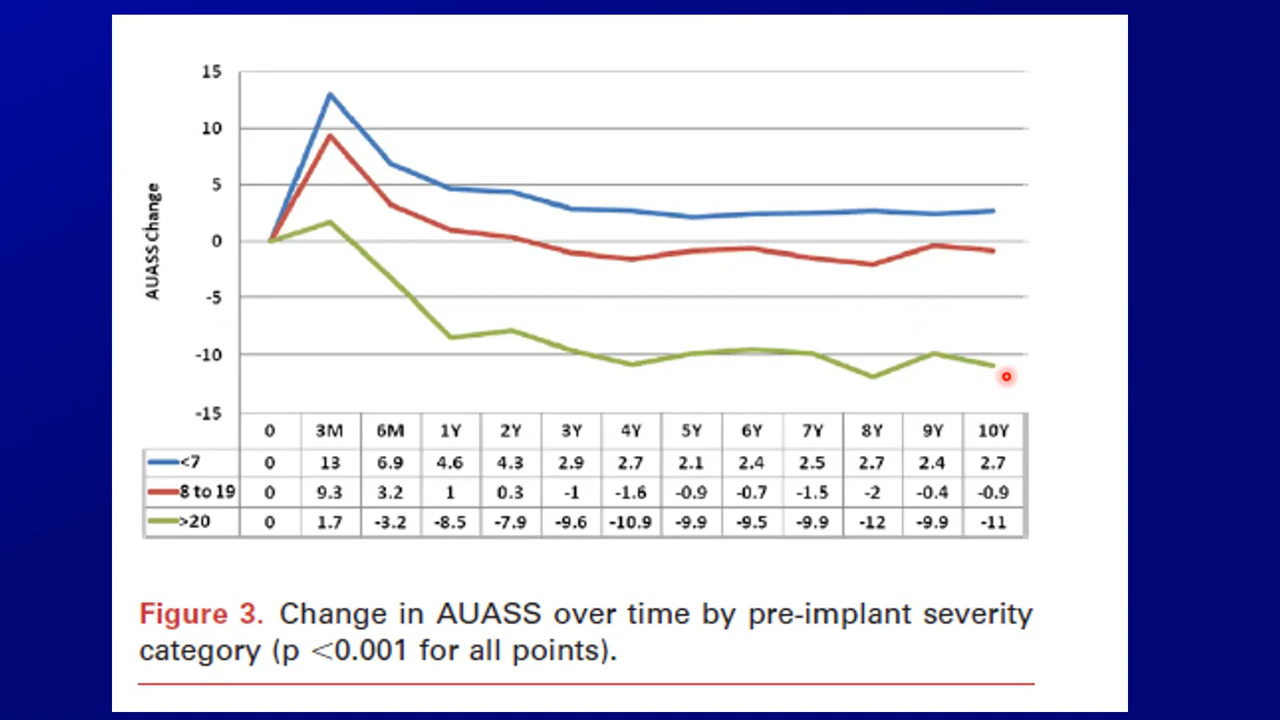 15
10
5
0
-5
-10
-15
AUASS Change
0 3M 6M 1Y 2Y 3Y 4Y 5Y 6Y 7Y 8Y 9Y 10Y
<7 0 13 6.9 4.6 4.3 2.9 2.7 2.1 2.4 2.5 2.7 2.4 2.7
8 to 19 0 9.3 3.2 1 0.3 -1 -1.6 -0.9 -0.7 -1.5 -2 -0.4 -0.9
>20 0 1.7 -3.2 -8.5 -7.9 -9.6 -10.9 -9.9 -9.5 -9.9 -12 -9.9 -11
Figure 3. Change in AUASS over time by pre-implant severity
category (p <0.001 for all points).